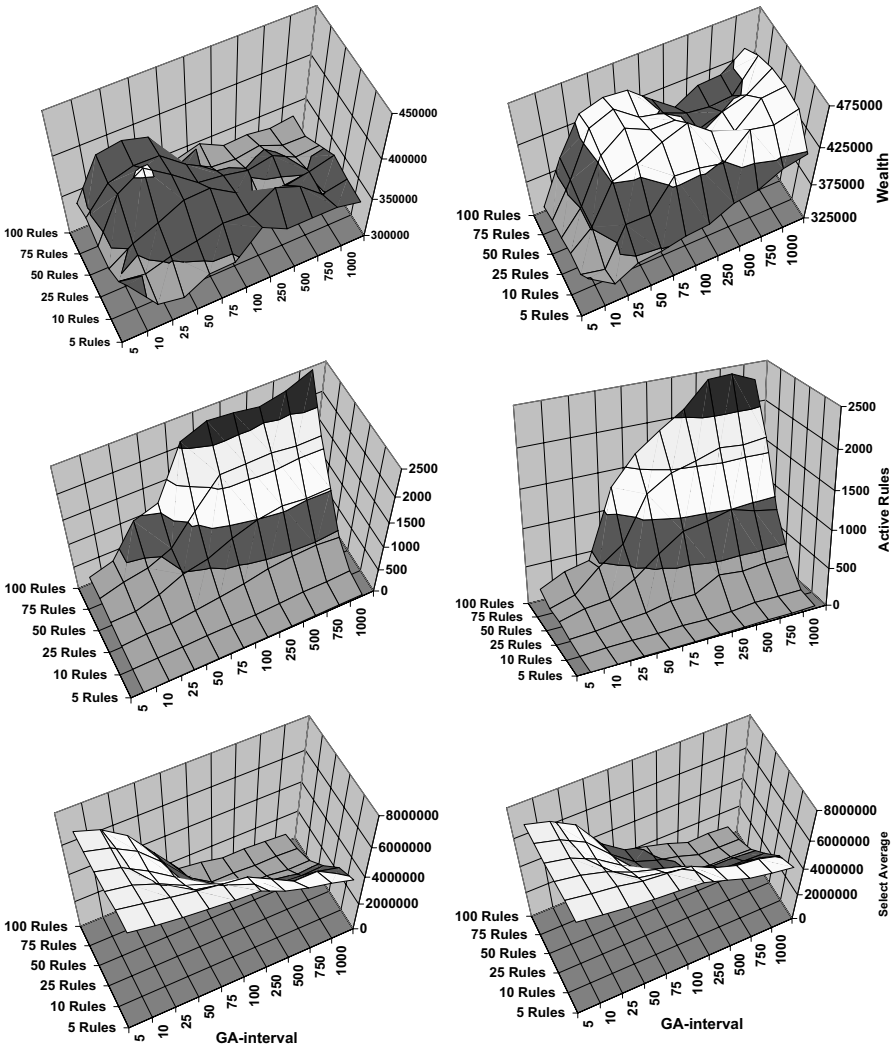 450000
400000
350000
300000
100 Rules
75 Rules
50 Rules
25 Rules
10 Rules
5 Rules
5
10
25
50
75
100
250
500
750
1000
475000
425000
375000
325000
Wealth
100 Rules
75 Rules
50 Rules
25 Rules
10 Rules
5 Rules
5
10
25
50
75
100
250
500
750
1000
2500
2000
1500
1000
500
0
100 Rules
75 Rules
50 Rules
25 Rules
10 Rules
5 Rules
5
10
25
50
75
100
250
500
750
1000
2500
2000
1500
1000
500
0
Active Rules
100 Rules
75 Rules
50 Rules
25 Rules
10 Rules
5 Rules
5
10
25
50
75
100
250
500
750
1000
8000000
6000000
4000000
2000000
0
100 Rules
75 Rules
50 Rules
25 Rules
10 Rules
5 Rules
5
10
25
50
75
100
250
500
750
1000
GA-interval
8000000
6000000
4000000
2000000
0
Select Average
100 Rules
75 Rules
50 Rules
25 Rules
10 Rules
5 Rules
5
10
25
50
75
100
250
500
750
1000
GA-interval